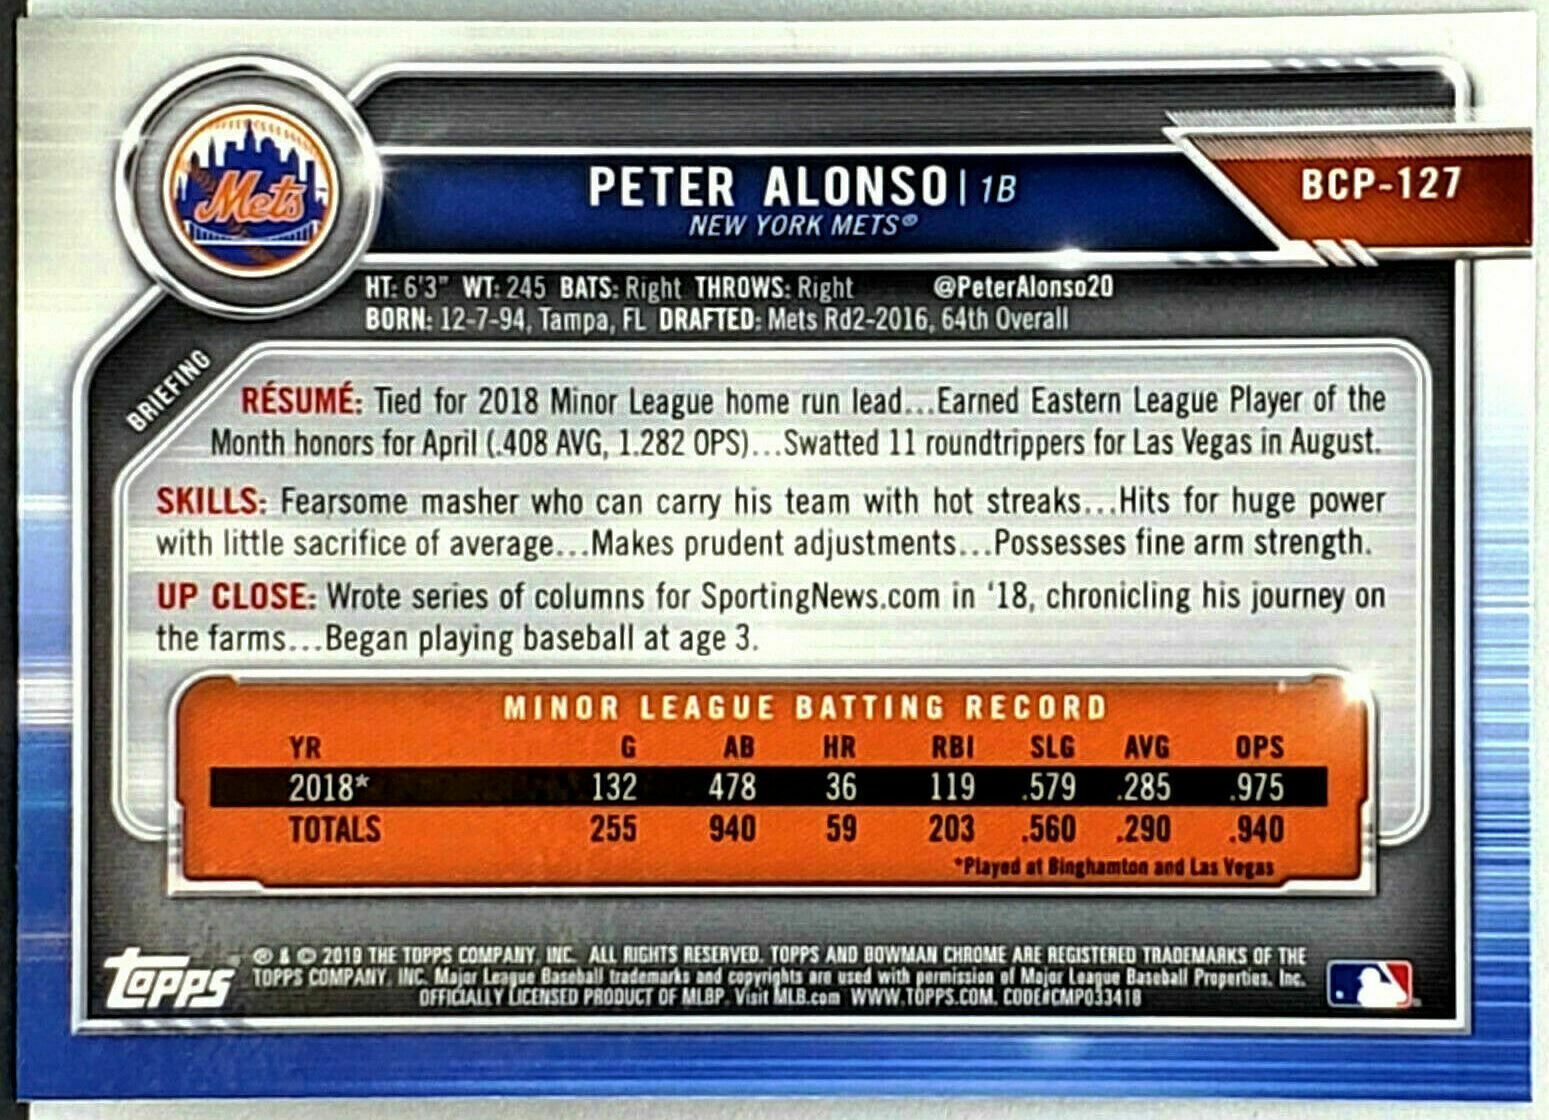 Mets
PETER ALONSO | 1B
NEW YORK METS®
BCP-127
HT: 6'3" WT: 245 BATS: Right THROWS: Right @PeterAlonso20
BORN: 12-7-94, Tampa, FL DRAFTED: Mets Rd2-2016, 64th Overall
BRIEFING
RÉSUMÉ: Tied for 2018 Minor League home run lead...Earned Eastern League Player of the
Month honors for April (.408 AVG, 1.282 OPS)...Swatted 11 roundtrippers for Las Vegas in August.
SKILLS: Fearsome masher who can carry his team with hot streaks...Hits for huge power
with little sacrifice of average...Makes prudent adjustments...Possesses fine arm strength.
UP CLOSE: Wrote series of columns for SportingNews.com in '18, chronicling his journey on
the farms...Began playing baseball at age 3.
MINOR LEAGUE BATTING RECORD
YR G AB HR RBI SLG AVG OPS
2018* 132 478 36 119 .579 .285 .975
TOTALS 255 940 59 203 .560 .290 .940
*Played at Binghamton and Las Vegas
topps
® & © 2019 THE TOPPS COMPANY, INC. ALL RIGHTS RESERVED. TOPPS AND BOWMAN CHROME ARE REGISTERED TRADEMARKS OF THE
TOPPS COMPANY, INC. Major League Baseball trademarks and copyrights are used with permission of Major League Baseball Properties, Inc.
OFFICIALLY LICENSED PRODUCT OF MLBP. Visit MLB.com WWW.TOPPS.COM. CODE#CMP033418